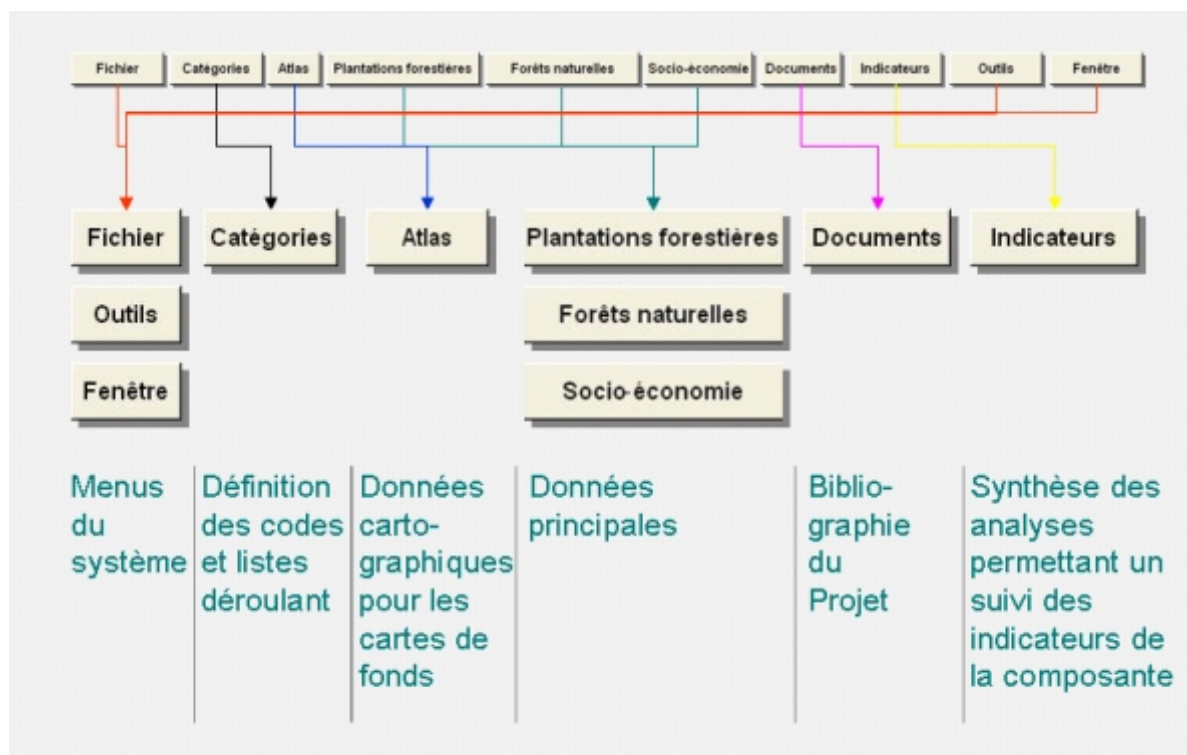 Fichier Catégories Atlas Plantations forestières Forêts naturelles Socio-économie Documents Indicateurs Outils Fenêtre
Fichier Catégories Atlas Plantations forestières Documents Indicateurs
Outils Forêts naturelles
Fenêtre Socio-économie
Menus
du
système
Définition
des codes
et listes
déroulant
Données
carto-
graphiques
pour les
cartes de
fonds
Données
principales
Biblio-
graphie
du
Projet
Synthèse des
analyses
permettant un
suivi des
indicateurs de
la composante